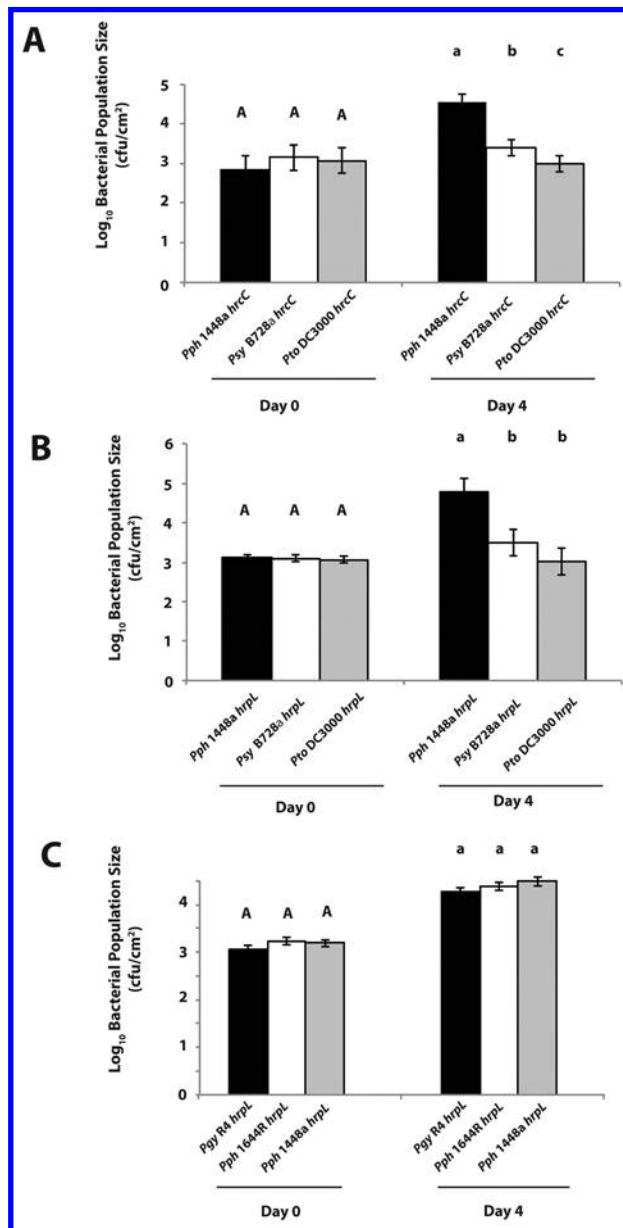 A
Log10 Bacterial Population Size
(cfu/cm2)
5
4
3
2
1
0
A A A
a b c
Pph 1448a hrcC
Psy B728a hrcC
Pto DC3000 hrcC
Pph 1448a hrcC
Psy B728a hrcC
Pto DC3000 hrcC
Day 0
Day 4
B
Log10 Bacterial Population Size
(cfu/cm2)
6
5
4
3
2
1
0
A A A
a b b
Pph 1448a hrpL
Psy B728a hrpL
Pto DC3000 hrpL
Pph 1448a hrpL
Psy B728a hrpL
Pto DC3000 hrpL
Day 0
Day 4
C
Log10 Bacterial Population Size
(cfu/cm2)
4
3
2
1
0
A A A
a a a
Pgy R4 hrpL
Pph 1644R hrpL
Pph 1448a hrpL
Pgy R4 hrpL
Pph 1644R hrpL
Pph 1448a hrpL
Day 0
Day 4